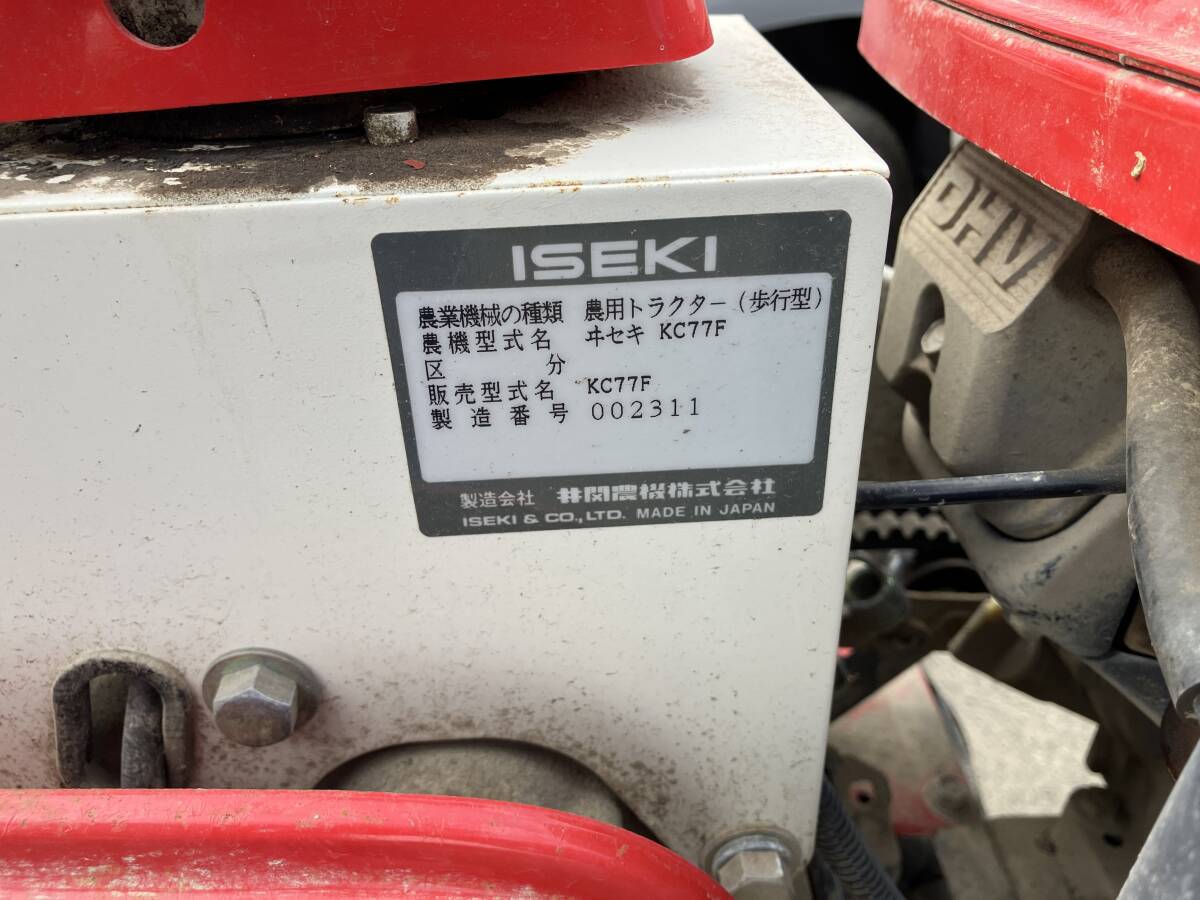 OHV
ISEKI
農業機械の種類 農用トラクター(歩行型)
農機型式名 ヰセキ KC77F
区分
販売型式名 KC77F
製造番号 002311
製造会社 井関農機株式会社
ISEKI & CO., LTD. MADE IN JAPAN